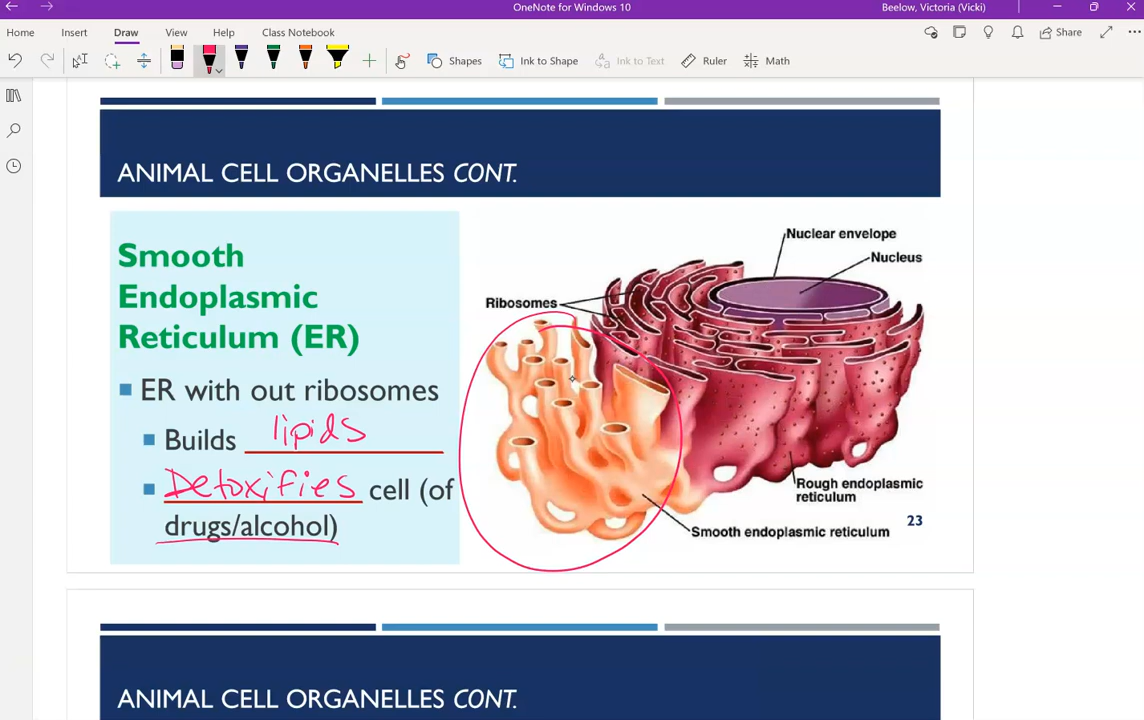 OneNote for Windows 10
Beelow, Victoria (Vicki)
Home Insert Draw View Help Class Notebook
Share
Shapes Ink to Shape Ink to Text Ruler Math
ANIMAL CELL ORGANELLES CONT.
Smooth
Endoplasmic
Reticulum (ER)
ER with out ribosomes
Builds lipids
Detoxifies cell (of
drugs/alcohol)
Nuclear envelope
Nucleus
Ribosomes
Rough endoplasmic
reticulum
Smooth endoplasmic reticulum
23
ANIMAL CELL ORGANELLES CONT.